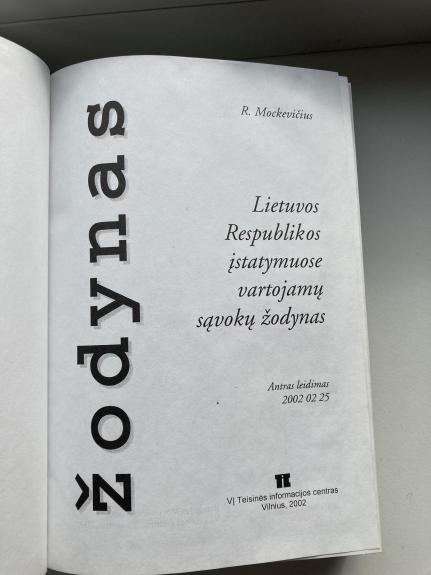 žodynas
R. Mockevičius
Lietuvos
Respublikos
įstatymuose
vartojamų
sąvokų žodynas
Antras leidimas
2002 02 25
VĮ Teisinės informacijos centras
Vilnius, 2002